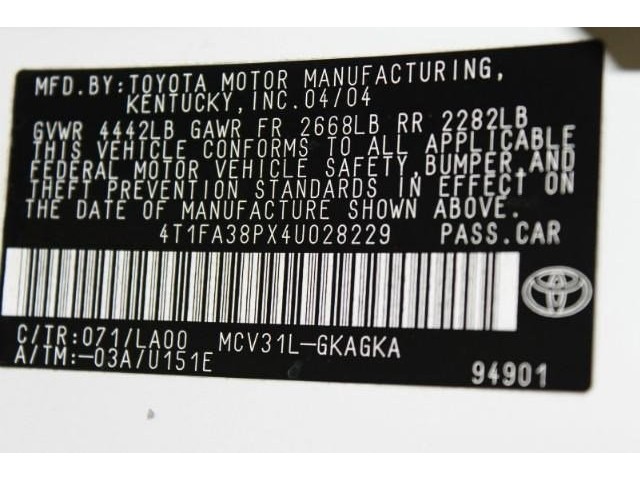 MFD.BY:TOYOTA MOTOR MANUFACTURING,
KENTUCKY,INC.04/04
GVWR 4442LB GAWR FR 2668LB RR 2282LB
THIS VEHICLE CONFORMS TO ALL APPLICABLE
FEDERAL MOTOR VEHICLE SAFETY,BUMPER,AND
THEFT PREVENTION STANDARDS IN EFFECT ON
THE DATE OF MANUFACTURE SHOWN ABOVE.
4T1FA38PX4U028229 PASS.CAR
C/TR:071/LA00 MCV31L-GKAGKA
A/TM:-03A/U151E
94901